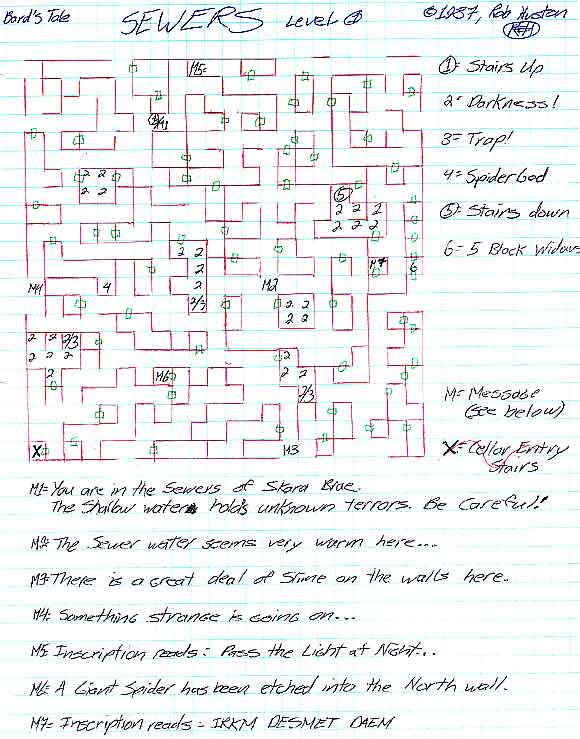 Bard's Tale
SEWERS Level 1
©1987, Rob Huston
REH
1= Stairs Up
2= Darkness!
3= Trap!
4= Spider God
5= Stairs down
6= 5 Black Widows
M= Message
(see below)
X= Cellar Entry
Stairs
M5
1/M1
2 2
2 2
5
2 2 2
2 2 2
2 2
2
2
2/3
M7
6
M4
4
M2
2 2
2 2
2 2 2/3
2 2 2
2
2
2 2
2/3
M6
X
M3
M1= You are in the Sewers of Skara Brae.
The Shallow water holds unknown terrors. Be Careful!
M2: The Sewer water seems very warm here...
M3= There is a great deal of Slime on the walls here.
M4: Something strange is going on...
M5: Inscription reads: Pass the Light at Night...
M6: A Giant Spider has been etched into the North wall.
M7= Inscription reads = IRKM DESMET DAEM